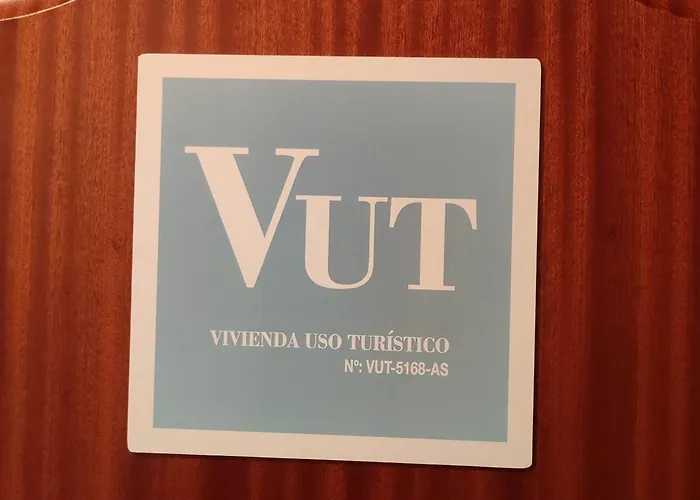 VUT
VIVIENDA USO TURÍSTICO
Nº: VUT-5168-AS